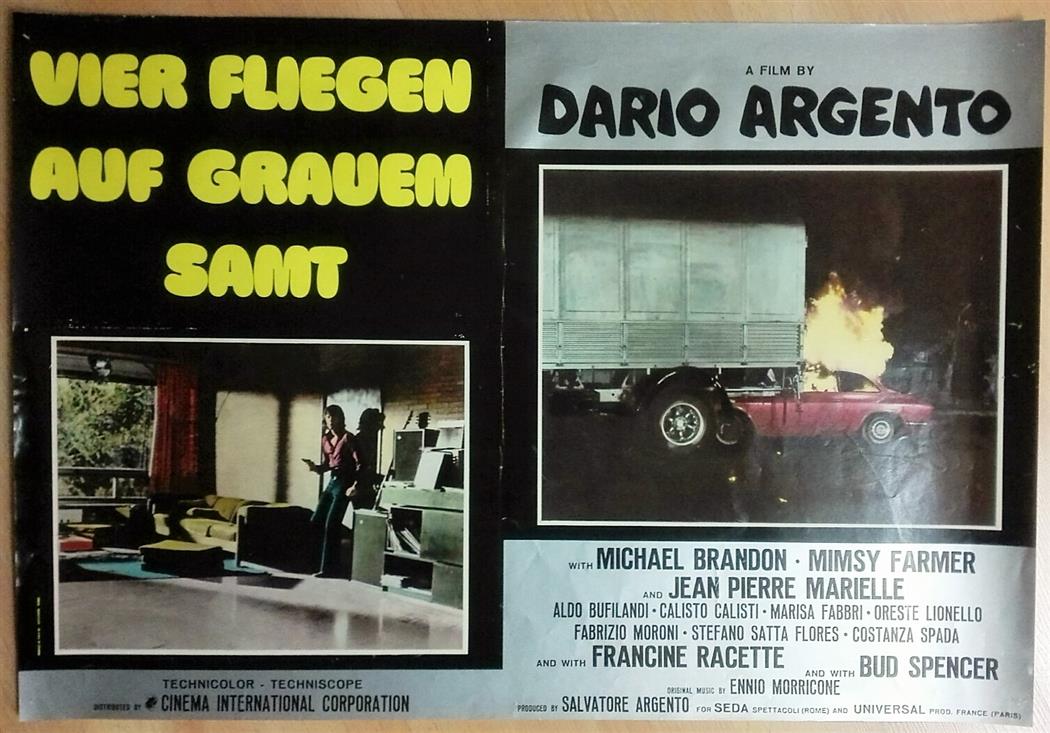 VIER FLIEGEN
AUF GRAUEM
SAMT
TECHNICOLOR - TECHNISCOPE
DISTRIBUTED BY CINEMA INTERNATIONAL CORPORATION
A FILM BY
DARIO ARGENTO
WITH MICHAEL BRANDON · MIMSY FARMER
AND JEAN PIERRE MARIELLE
ALDO BUFILANDI · CALISTO CALISTI · MARISA FABBRI · ORESTE LIONELLO
FABRIZIO MORONI · STEFANO SATTA FLORES · COSTANZA SPADA
AND WITH FRANCINE RACETTE AND WITH BUD SPENCER
ORIGINAL MUSIC BY ENNIO MORRICONE
PRODUCED BY SALVATORE ARGENTO FOR SEDA SPETTACOLI (ROME) AND UNIVERSAL PROD. FRANCE (PARIS)